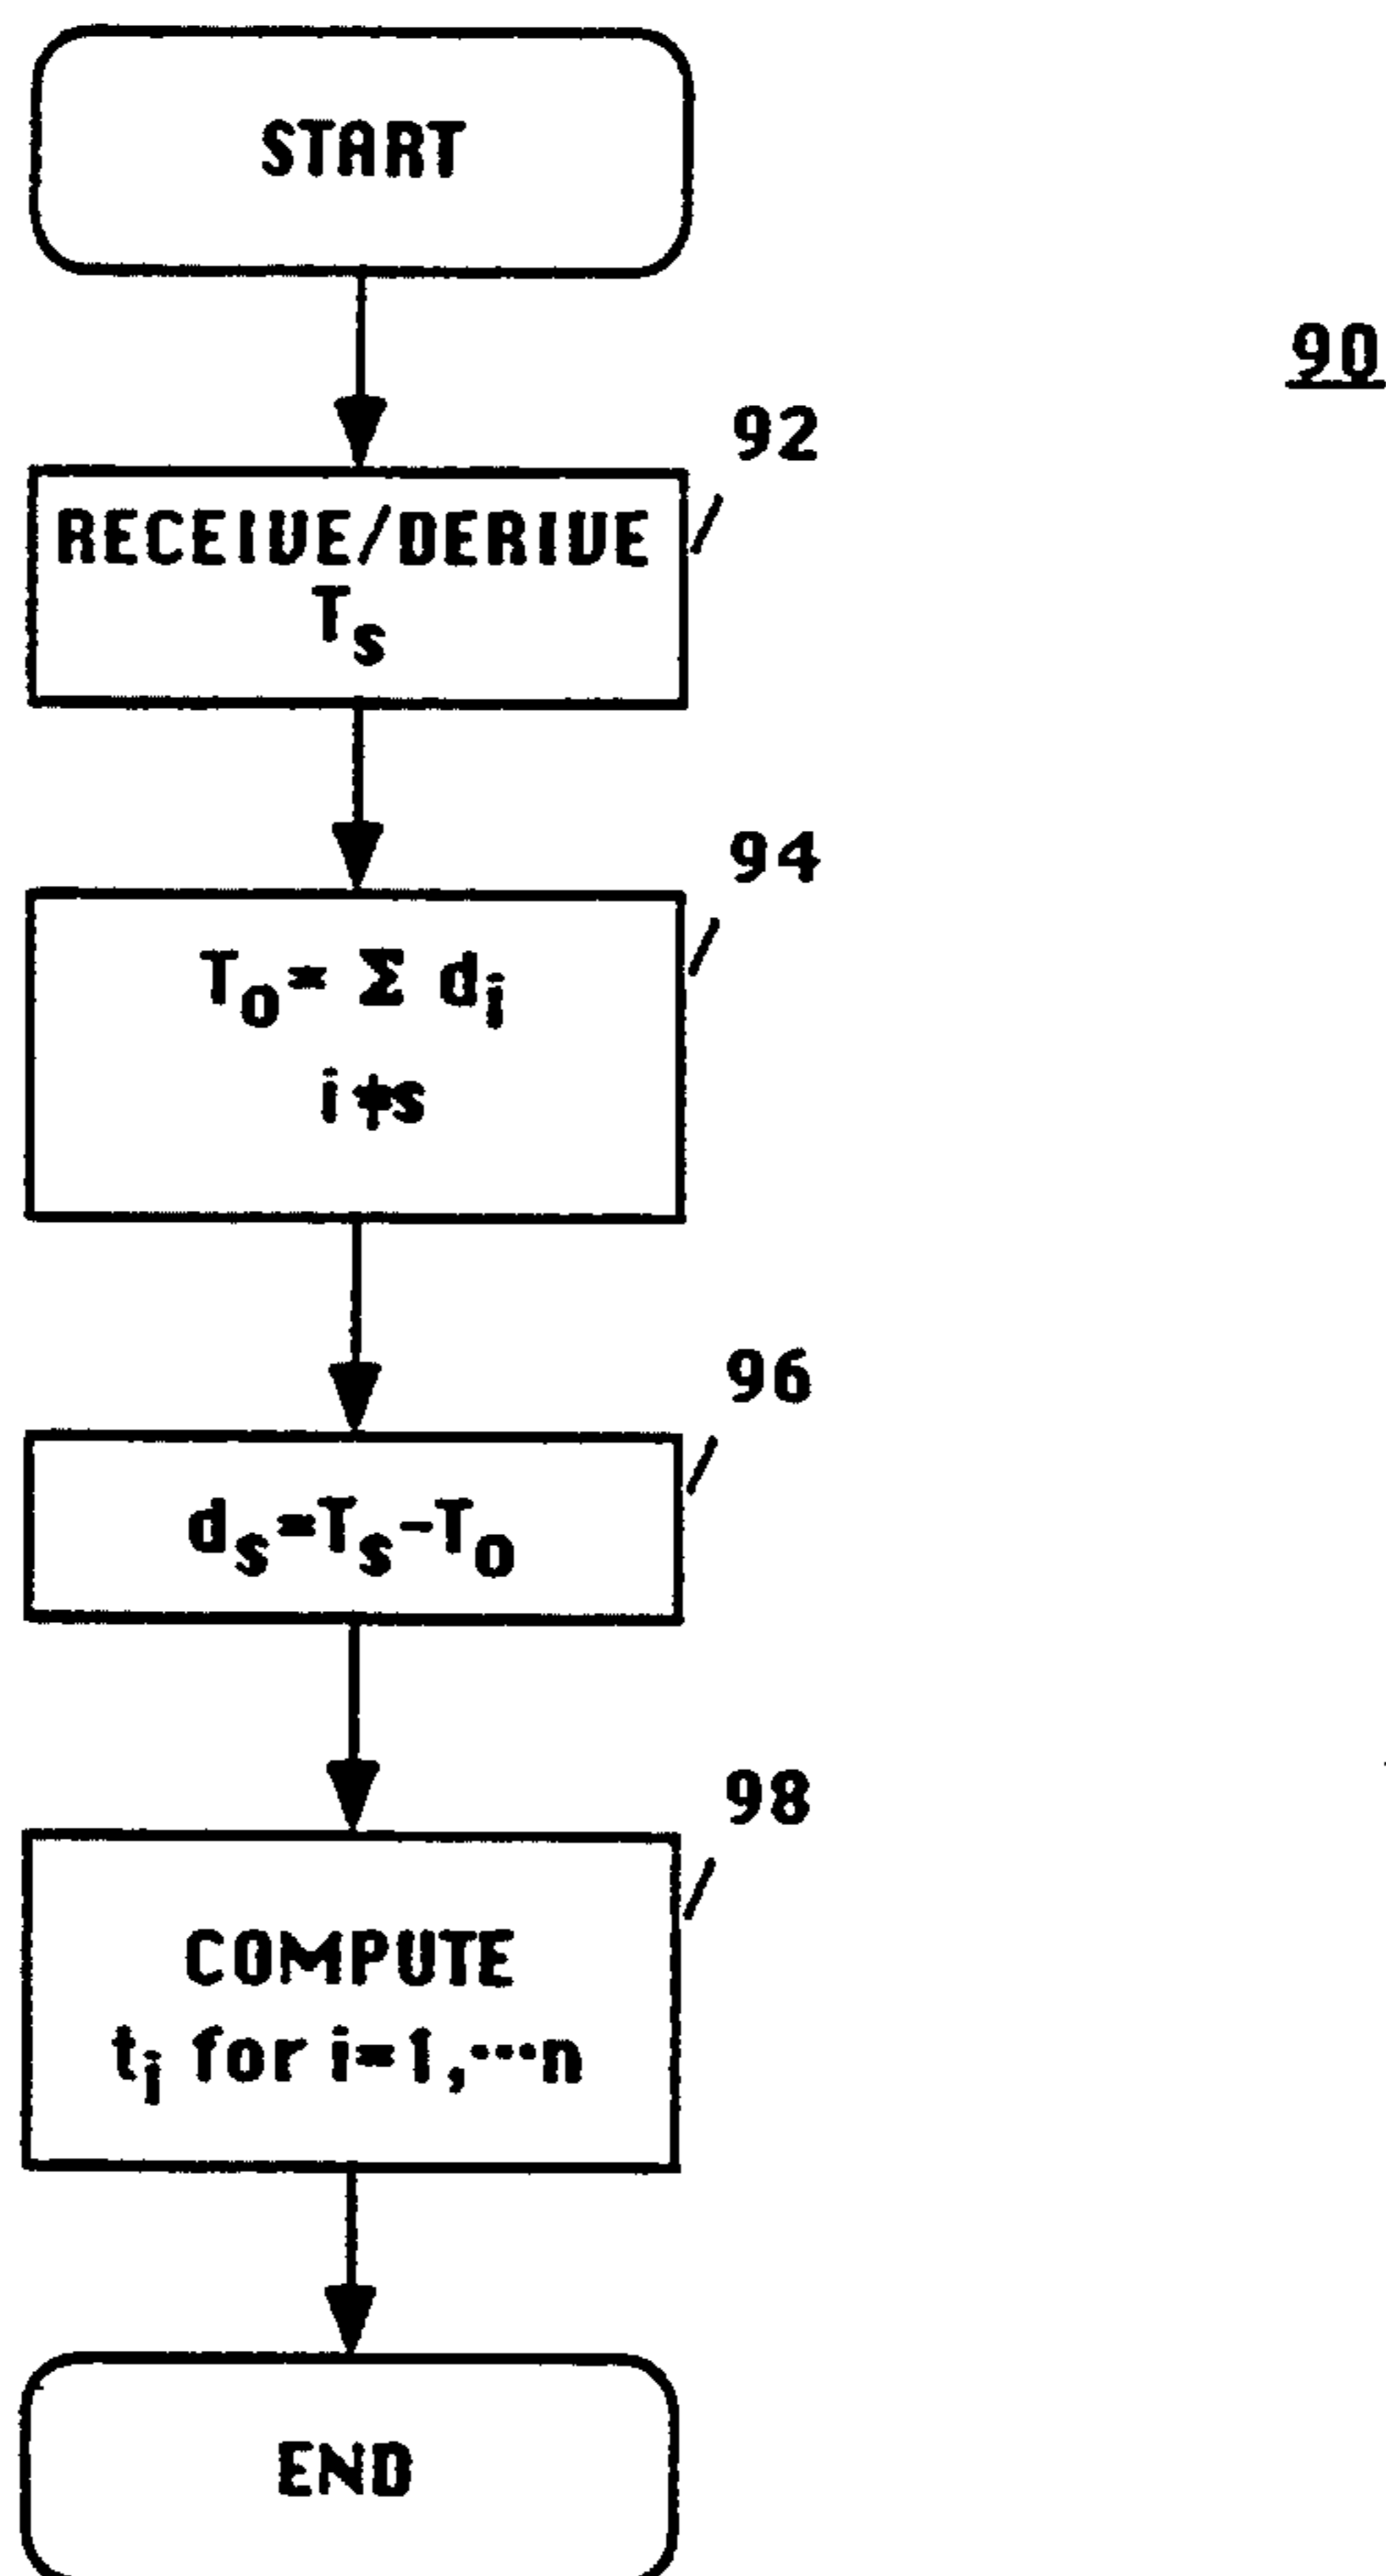 START
90
92
RECEIVE/DERIVE
Tₛ
94
Tₒ= Σ dᵢ
i ≠s
96
dₛ=Tₛ-Tₒ
98
COMPUTE
tᵢ for i=1,···n
END